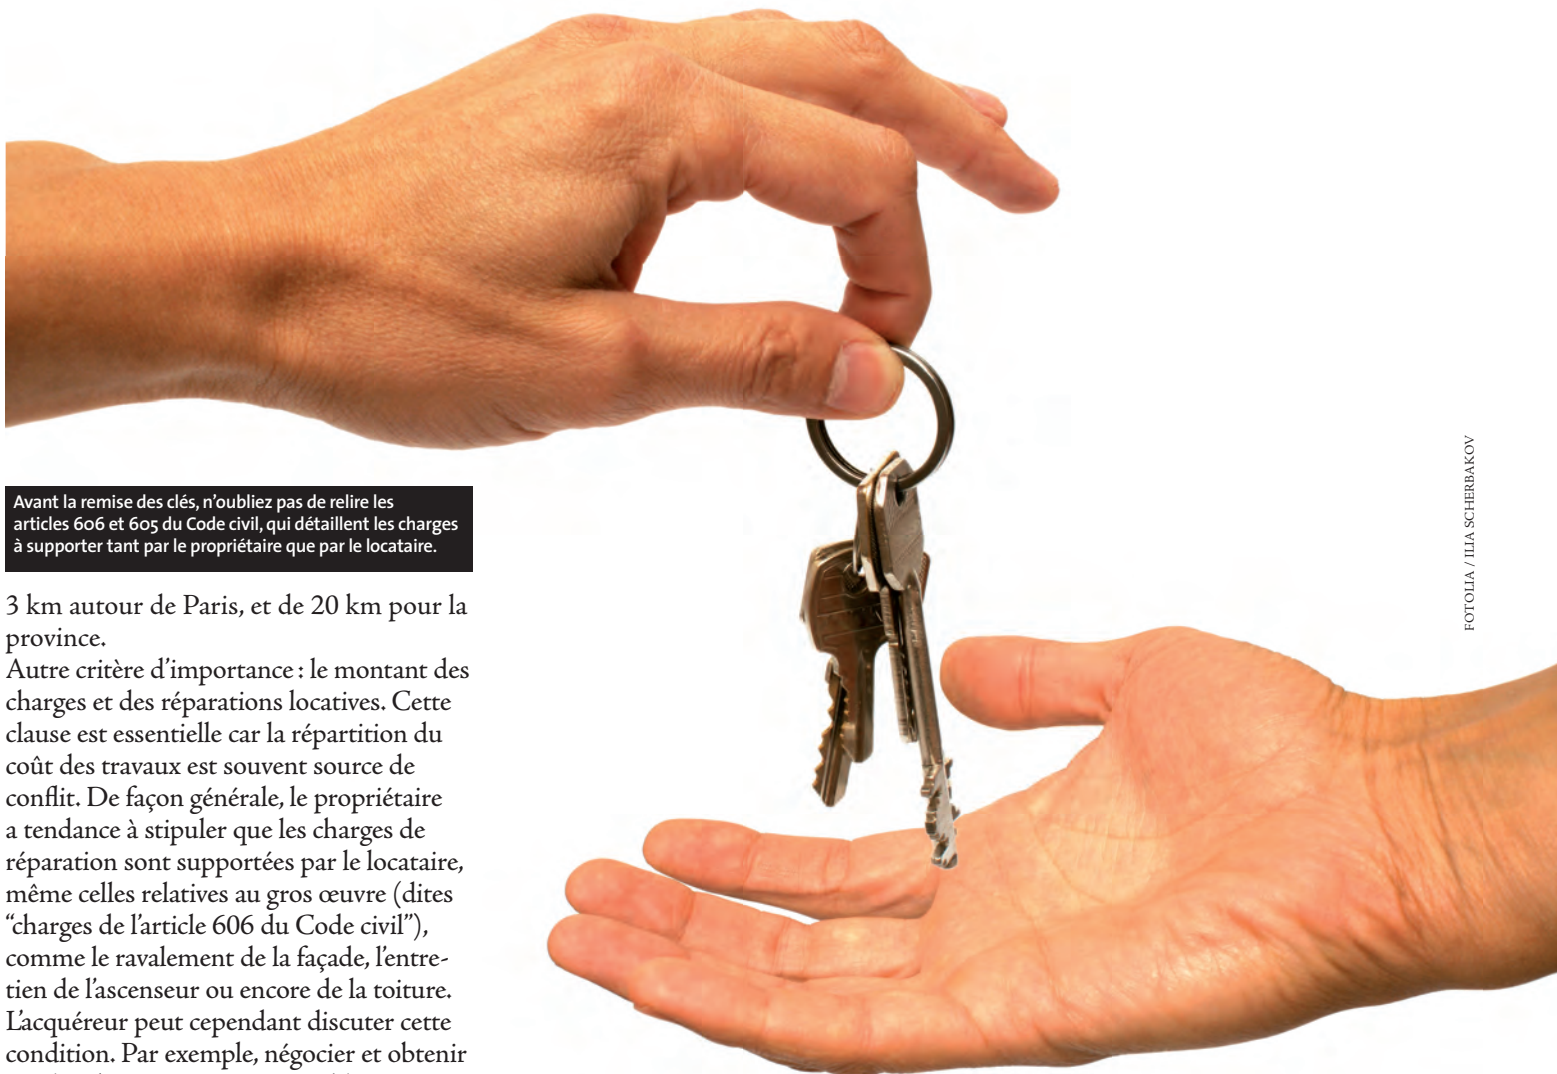 Avant la remise des clés, n'oubliez pas de relire les
articles 606 et 605 du Code civil, qui détaillent les charges
à supporter tant par le propriétaire que par le locataire.
3 km autour de Paris, et de 20 km pour la
province.
Autre critère d'importance : le montant des
charges et des réparations locatives. Cette
clause est essentielle car la répartition du
coût des travaux est souvent source de
conflit. De façon générale, le propriétaire
a tendance à stipuler que les charges de
réparation sont supportées par le locataire,
même celles relatives au gros œuvre (dites
“charges de l'article 606 du Code civil”),
comme le ravalement de la façade, l'entre-
tien de l'ascenseur ou encore de la toiture.
L'acquéreur peut cependant discuter cette
condition. Par exemple, négocier et obtenir
FOTOLIA / ILIA SCHERBAKOV